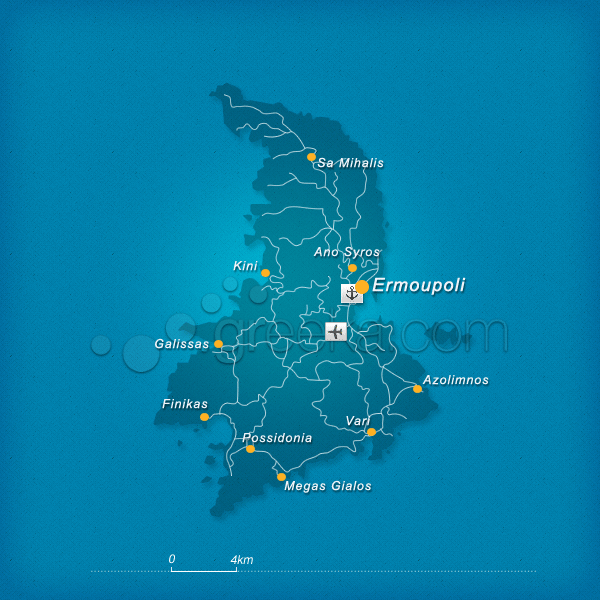 Sa Mihalis
Ano Syros
Kini
Ermoupoli
greeka.com
Galissas
Azolimnos
Finikas
Vari
Possidonia
Megas Gialos
0 4km